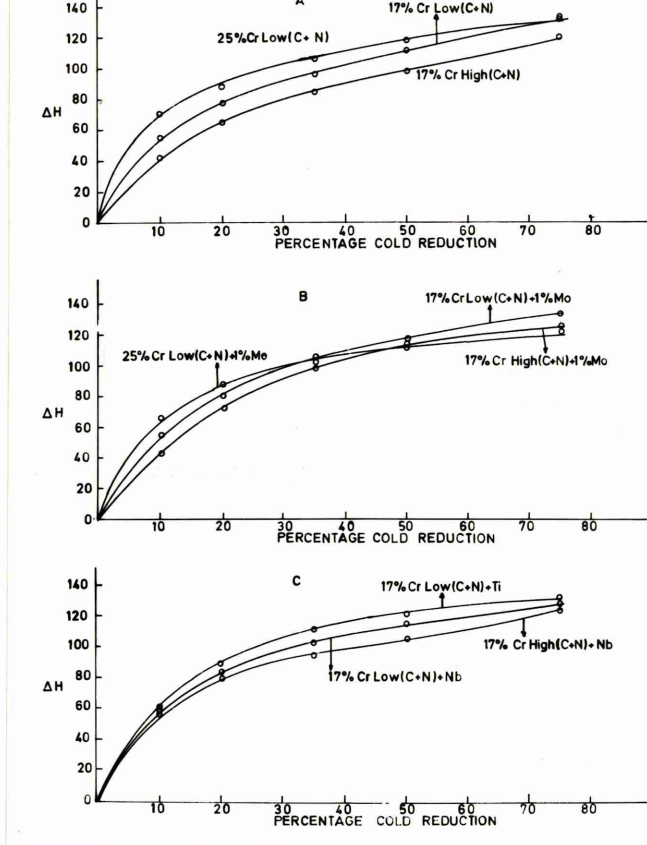 A
140
17% Cr Low(C+N)
120
25%Cr Low(C+ N)
100
17% Cr High(C+N)
80
ΔH
60
40
20
0
10 20 30 40 50 60 70 80
PERCENTAGE COLD REDUCTION
B
140
17% Cr Low(C+N)+1% Mo
120
25% Cr Low(C+N)+1% Mo
17% Cr High(C+N)+1% Mo
100
80
ΔH
60
40
20
0
10 20 30 40 50 60 70 80
PERCENTAGE COLD REDUCTION
C
140
17% Cr Low(C+N)+Ti
120
17% Cr High(C+N)+Nb
100
17% Cr Low(C+N)+Nb
80
ΔH
60
40
20
0
10 20 30 40 50 60 70 80
PERCENTAGE COLD REDUCTION